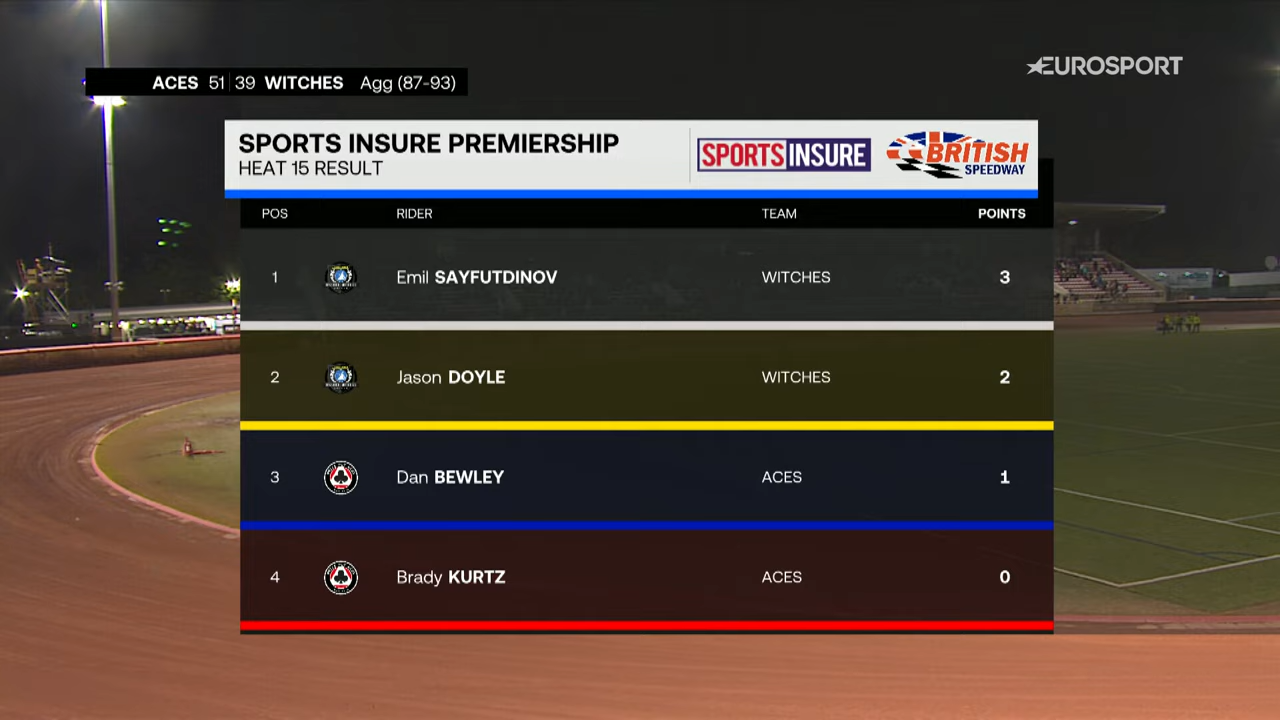 ACES 51 39 WITCHES Agg (87-93)
EUROSPORT
SPORTS INSURE PREMIERSHIP
HEAT 15 RESULT
SPORTS INSURE
BRITISH
SPEEDWAY
POS RIDER TEAM POINTS
1 Emil SAYFUTDINOV WITCHES 3
2 Jason DOYLE WITCHES 2
3 Dan BEWLEY ACES 1
4 Brady KURTZ ACES 0